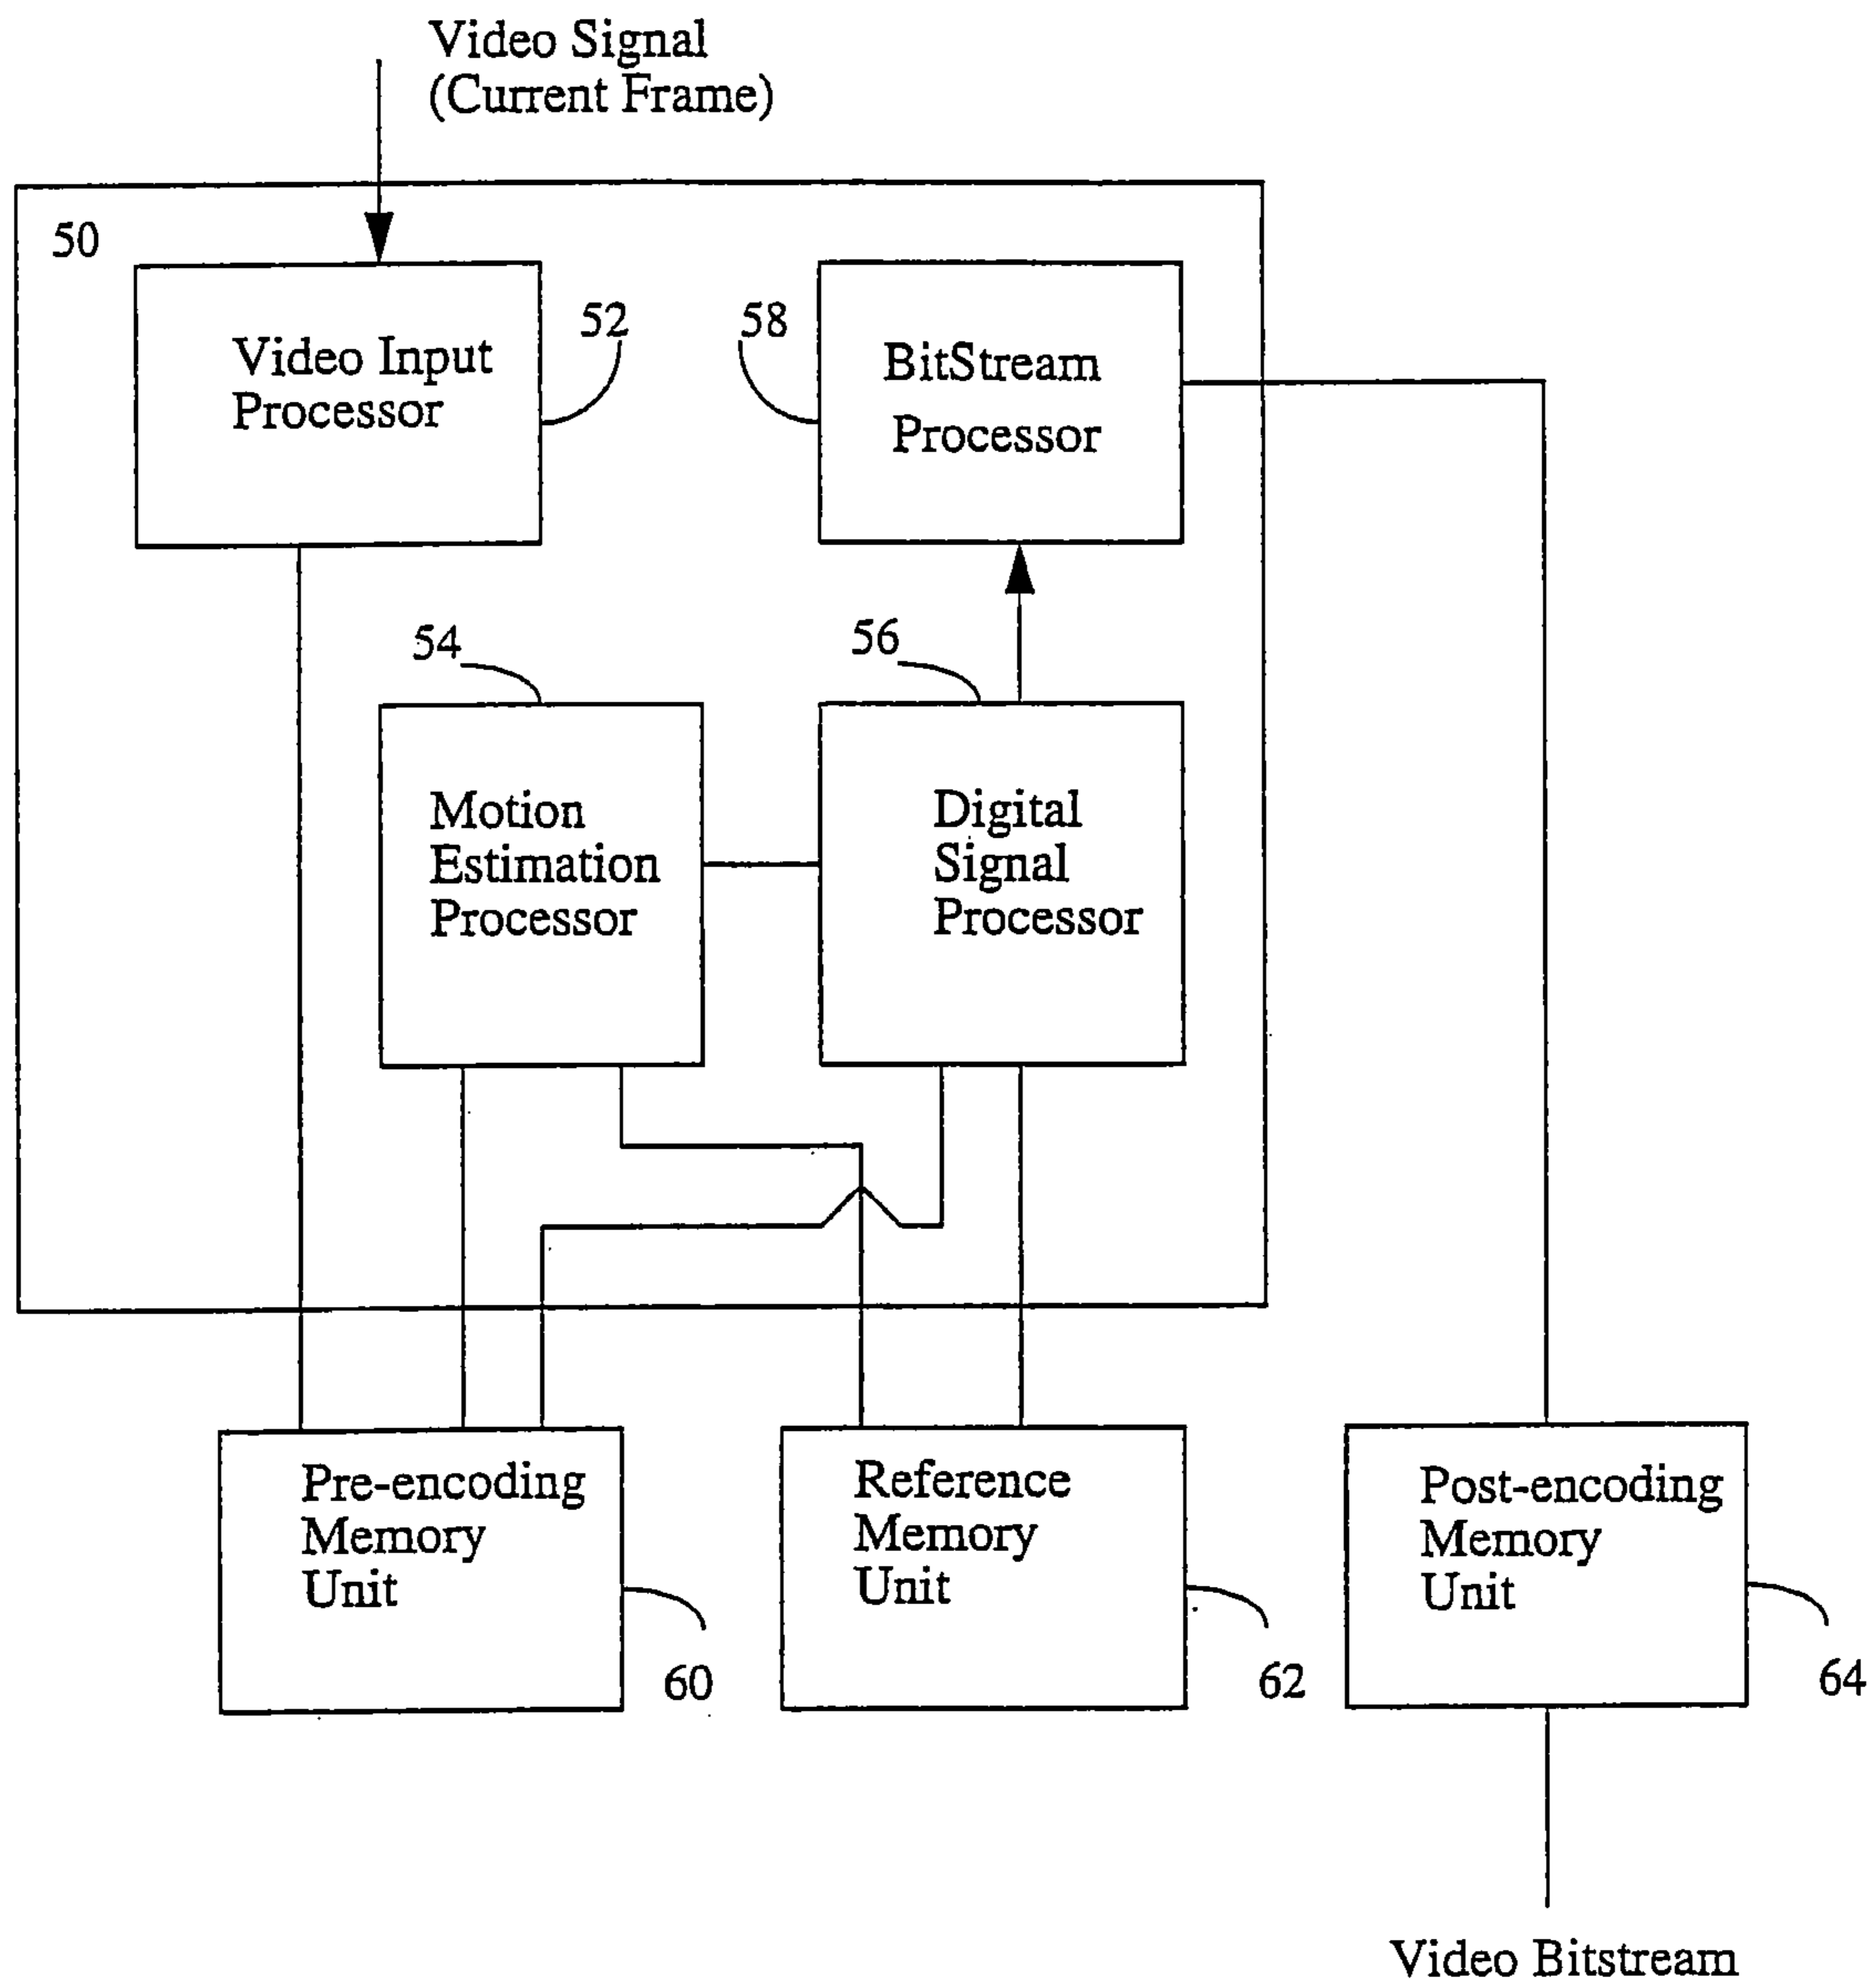 Video Signal
(Current Frame)
50
Video Input
Processor
52
58
BitStream
Processor
54
56
Motion
Estimation
Processor
Digital
Signal
Processor
Pre-encoding
Memory
Unit
60
Reference
Memory
Unit
62
Post-encoding
Memory
Unit
64
Video Bitstream